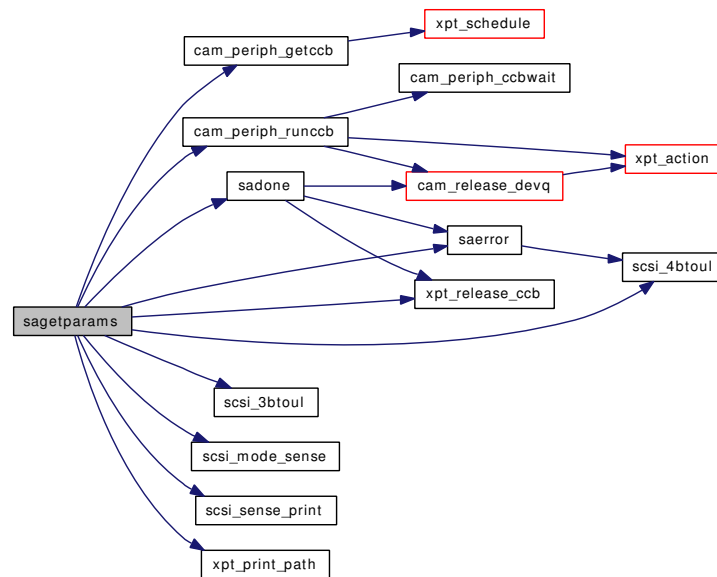 xpt_schedule
cam_periph_getccb
cam_periph_ccbwait
cam_periph_runccb
xpt_action
sadone
cam_release_devq
saerror
scsi_4btoul
xpt_release_ccb
sagetparams
scsi_3btoul
scsi_mode_sense
scsi_sense_print
xpt_print_path